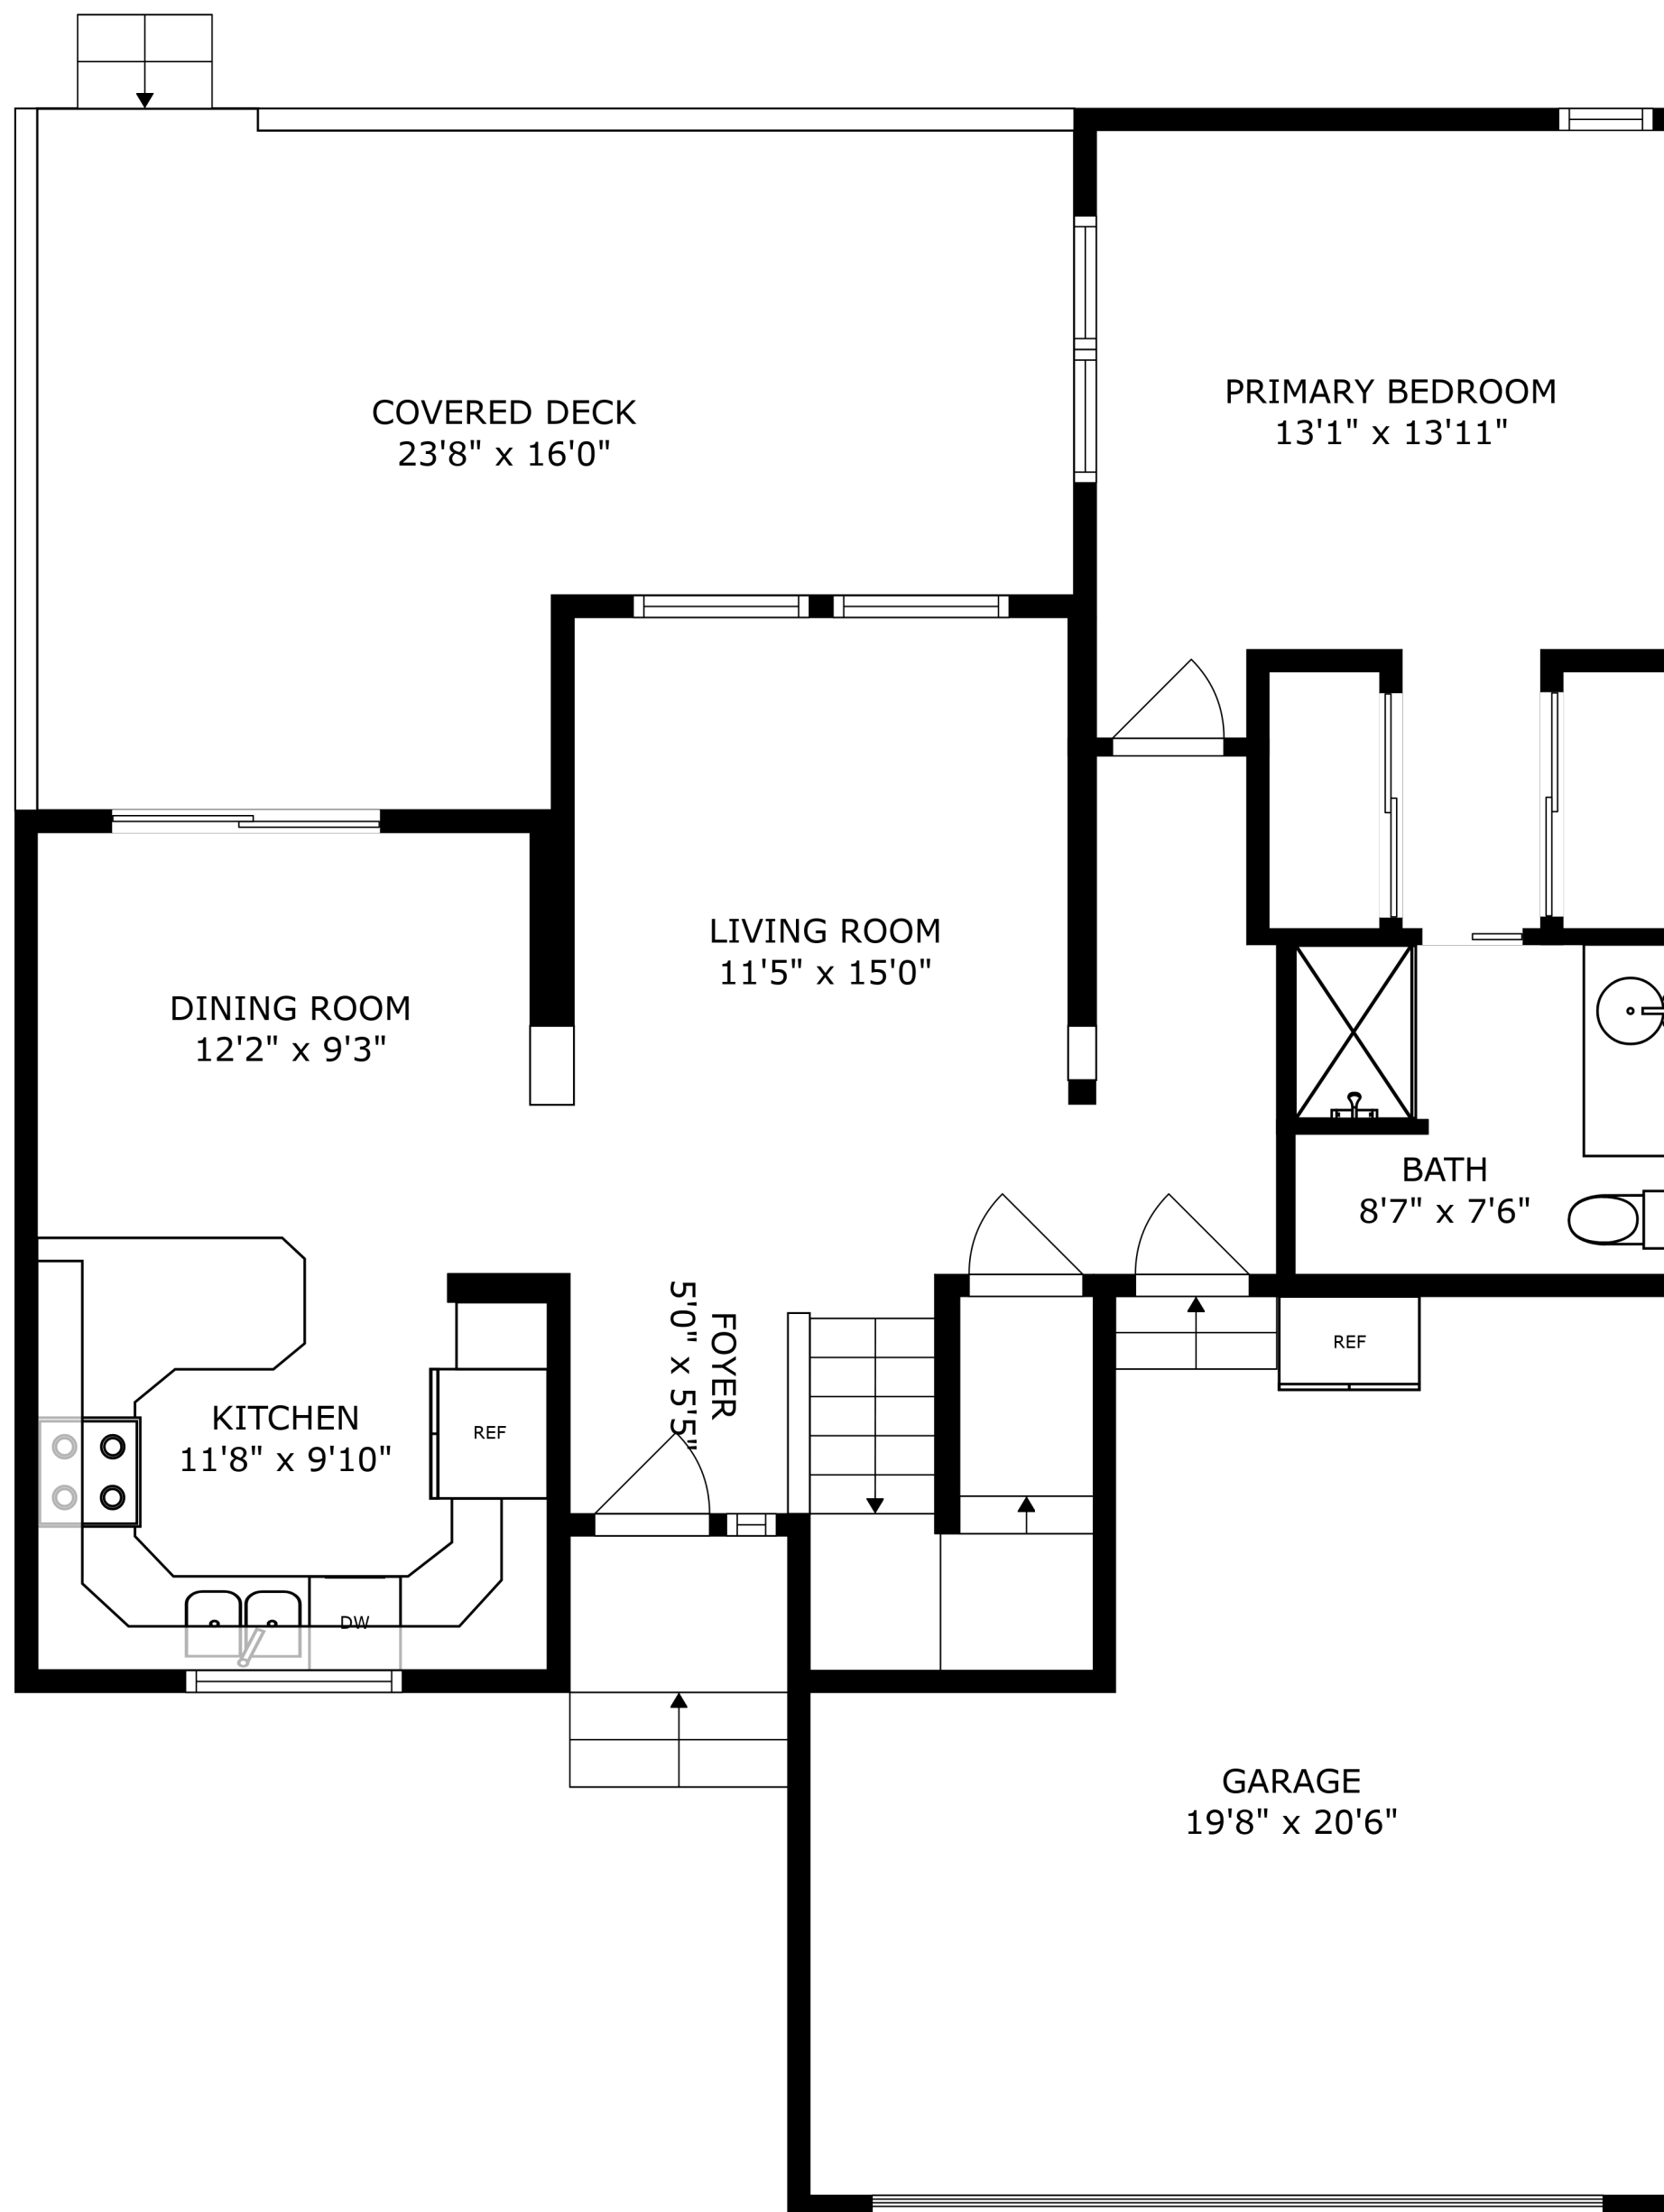 COVERED DECK
23'8" x 16'0"
PRIMARY BEDROOM
13'1" x 13'11"
LIVING ROOM
11'5" x 15'0"
DINING ROOM
12'2" x 9'3"
BATH
8'7" x 7'6"
FOYER
5'0" x 5'5"
REF
KITCHEN
11'8" x 9'10"
REF
DW
GARAGE
19'8" x 20'6"